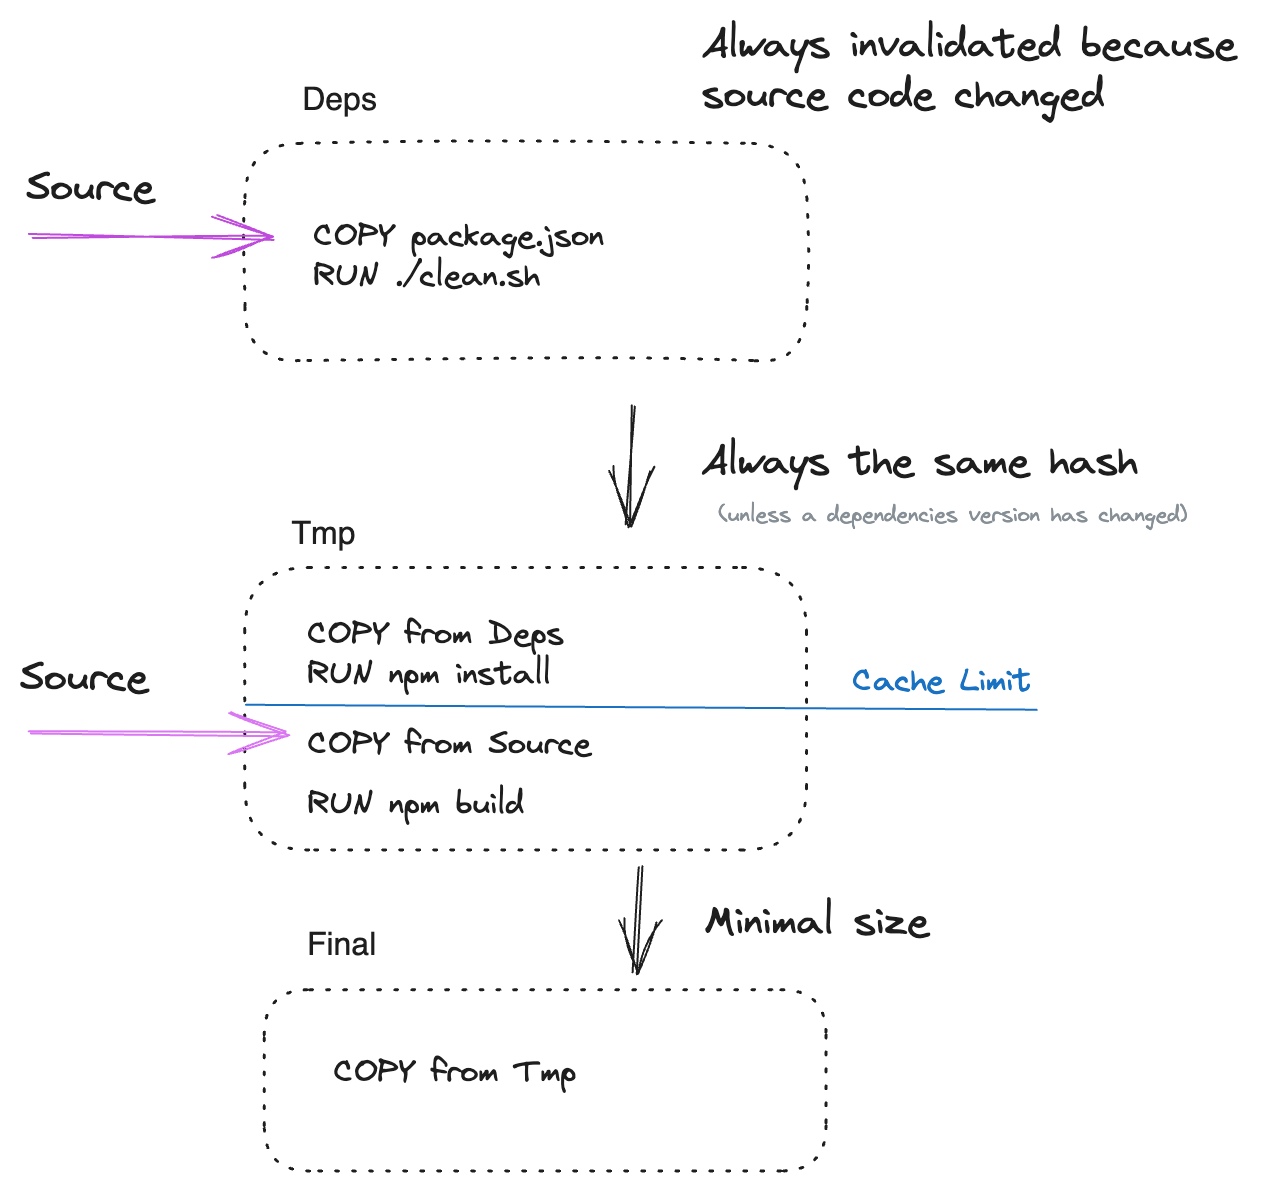 Always invalidated because
source code changed
Deps
Source
COPY package.json
RUN ./clean.sh
Always the same hash
(unless a dependencies version has changed)
Tmp
COPY from Deps
RUN npm install
Source
Cache Limit
COPY from Source
RUN npm build
Minimal size
Final
COPY from Tmp